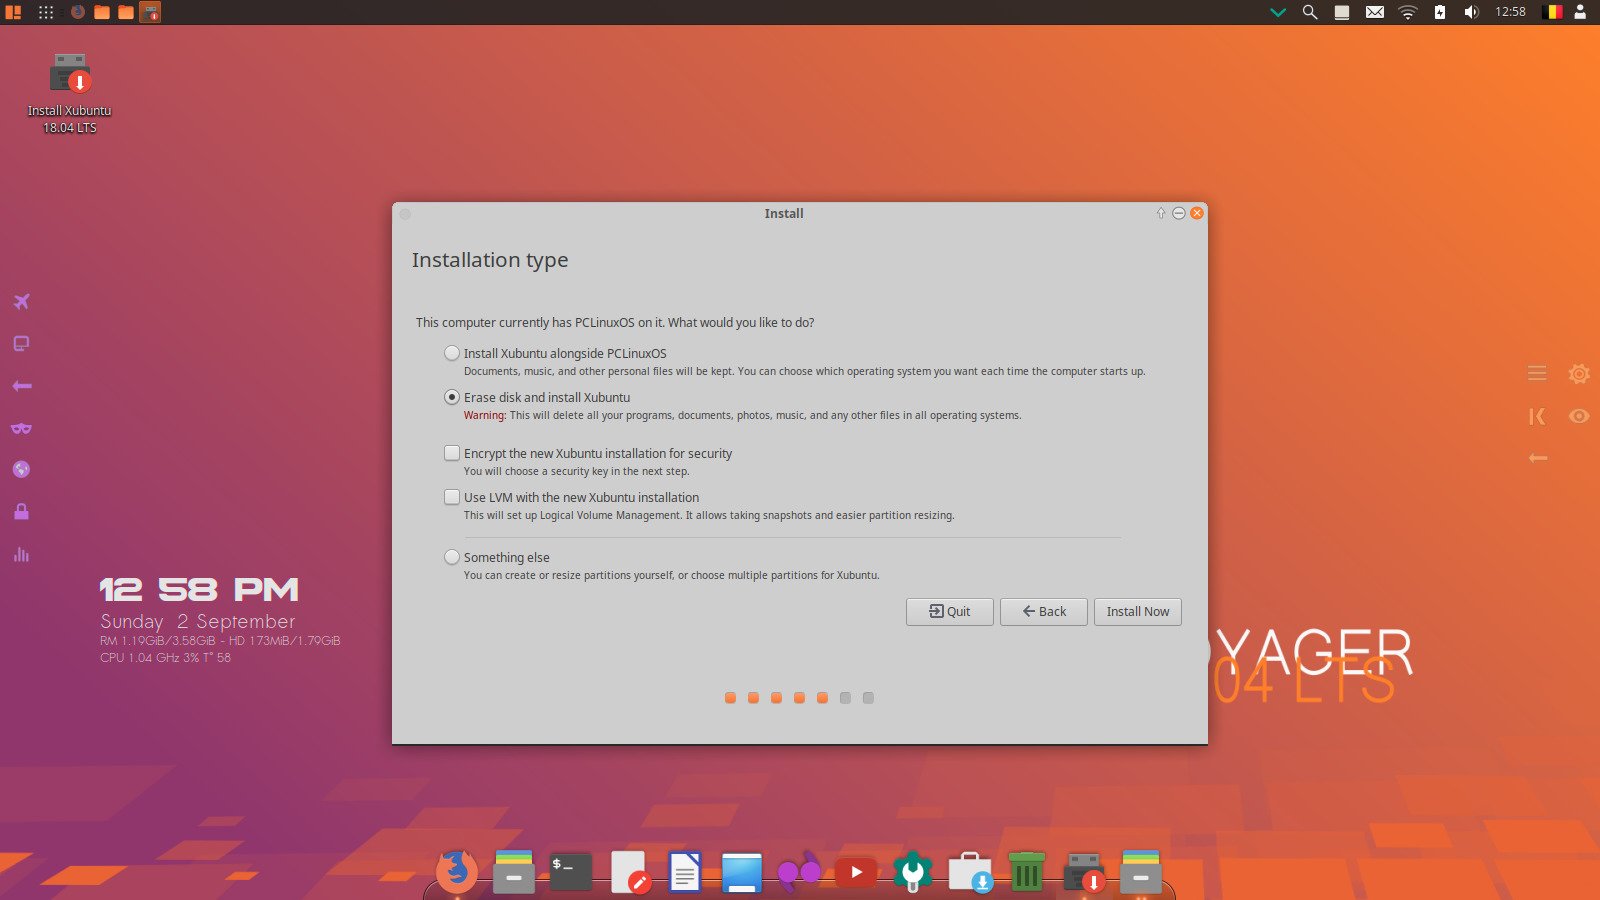 12:58
Install Xubuntu
18.04 LTS
Install
Installation type
This computer currently has PCLinuxOS on it. What would you like to do?
Install Xubuntu alongside PCLinuxOS
Documents, music, and other personal files will be kept. You can choose which operating system you want each time the computer starts up.
Erase disk and install Xubuntu
Warning: This will delete all your programs, documents, photos, music, and any other files in all operating systems.
Encrypt the new Xubuntu installation for security
You will choose a security key in the next step.
Use LVM with the new Xubuntu installation
This will set up Logical Volume Management. It allows taking snapshots and easier partition resizing.
Something else
You can create or resize partitions yourself, or choose multiple partitions for Xubuntu.
Quit
Back
Install Now
12 58 PM
Sunday 2 September
RM 1.19GiB/3.58GiB - HD 173MiB/1.79GiB
CPU 1.04 GHz 3% T° 58
YAGER
04 LTS
$_